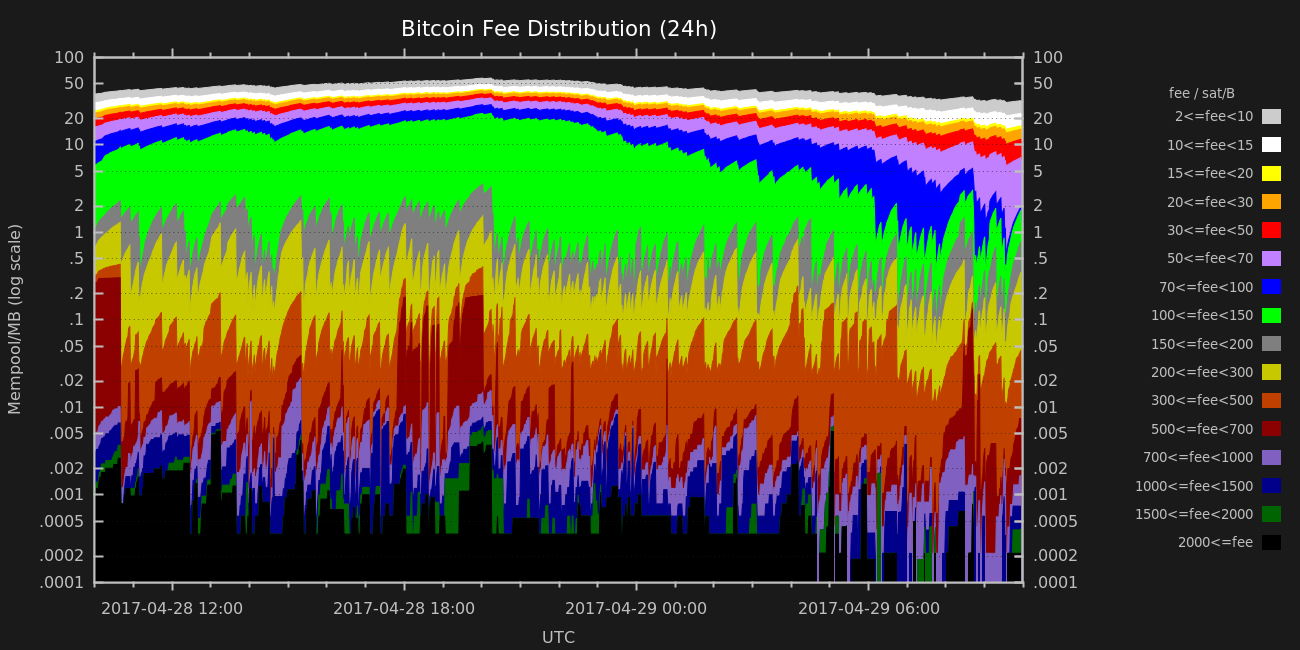 Bitcoin Fee Distribution (24h)
Mempool/MB (log scale)
100
50
20
10
5
2
1
.5
.2
.1
.05
.02
.01
.005
.002
.001
.0005
.0002
.0001
100
50
20
10
5
2
1
.5
.2
.1
.05
.02
.01
.005
.002
.001
.0005
.0002
.0001
2017-04-28 12:00 2017-04-28 18:00 2017-04-29 00:00 2017-04-29 06:00
UTC
fee / sat/B
2<=fee<10
10<=fee<15
15<=fee<20
20<=fee<30
30<=fee<50
50<=fee<70
70<=fee<100
100<=fee<150
150<=fee<200
200<=fee<300
300<=fee<500
500<=fee<700
700<=fee<1000
1000<=fee<1500
1500<=fee<2000
2000<=fee